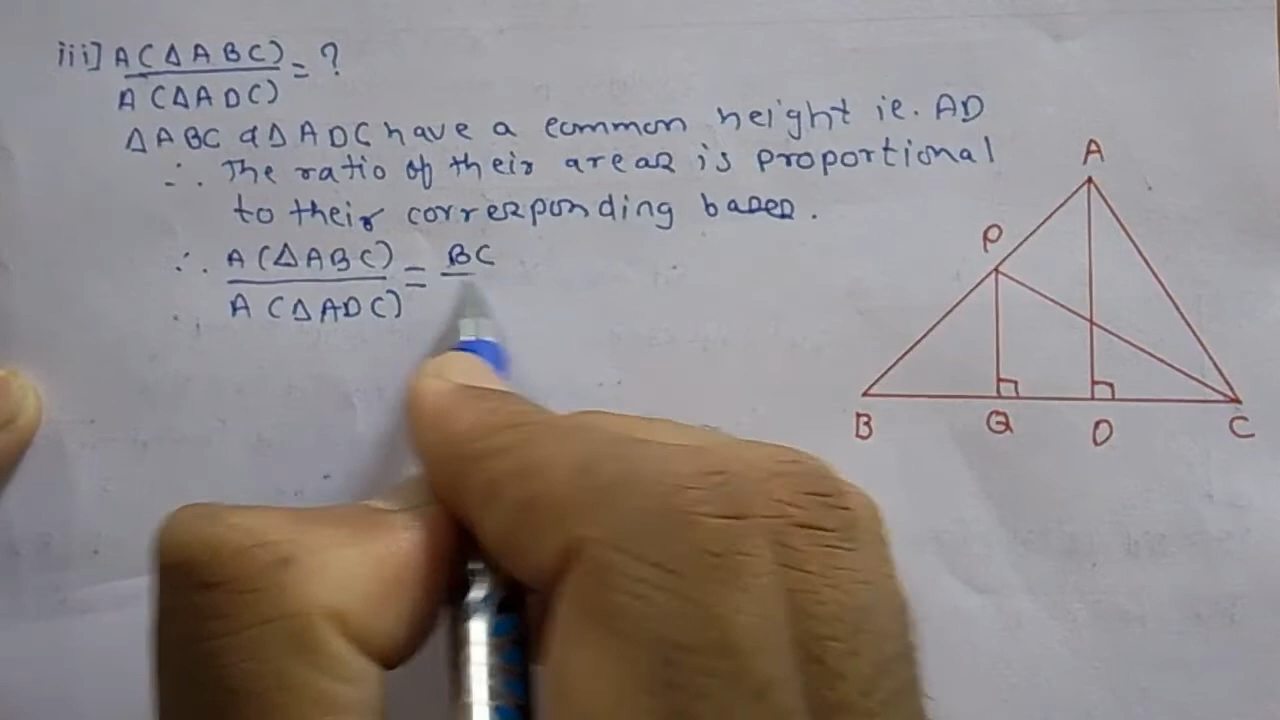 iii] A(ΔABC)/A(ΔADC) = ?
ΔABC & ΔADC have a common height ie. AD
∴ The ratio of their areas is proportional
to their corresponding bases.
∴ A(ΔABC)/A(ΔADC) = BC
A
P
B
Q
D
C